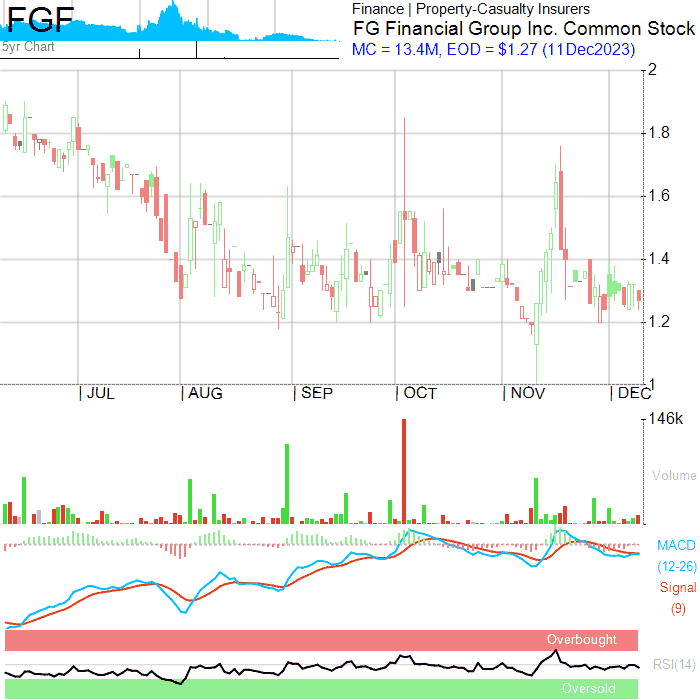 FGF
5yr Chart
Finance | Property-Casualty Insurers
FG Financial Group Inc. Common Stock
MC = 13.4M, EOD = $1.27 (11Dec2023)
2
1.8
1.6
1.4
1.2
1
JUL AUG SEP OCT NOV DEC
146k
Volume
MACD
(12-26)
Signal
(9)
Overbought
RSI(14)
Oversold